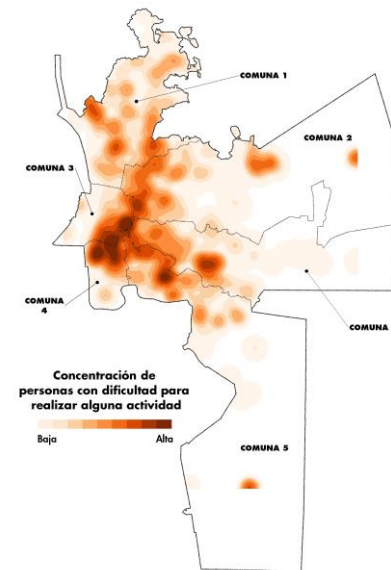 COMUNA 1
COMUNA 2
COMUNA 3
COMUNA
4
COMUNA
Concentración de
personas con dificultad para
realizar alguna actividad
Baja
Alta
COMUNA 5